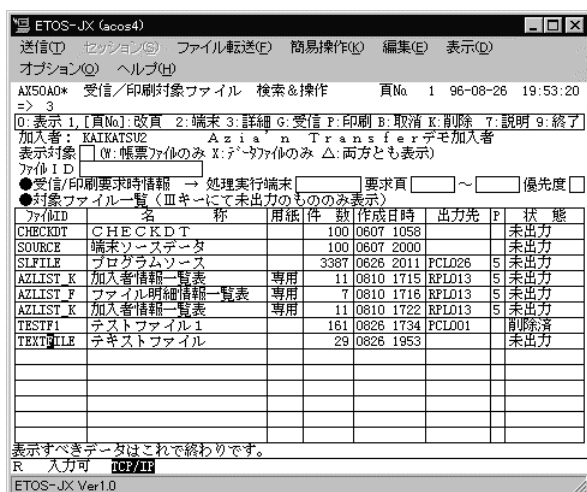 ETOS-JX (acos4)
送信(T) セッション(S) ファイル転送(F) 簡易操作(K) 編集(E) 表示(D)
オプション(O) ヘルプ(H)
AX50A0* 受信／印刷対象ファイル 検索＆操作 頁No. 1 96-08-26 19:53:20
=> 3
0:表示 1,[頁No.]:改頁 2:端末 3:詳細 G:受信 P:印刷 B:取消 K:削除 7:説明 9:終了
加入者: KAIKATSU2 Ａｚｉａ’ｎ Ｔｒａｎｓｆｅｒデモ加入者
表示対象 (W:帳票ファイルのみ X:データファイルのみ △:両方とも表示)
ファイルＩＤ
●受信/印刷要求時情報 → 処理実行端末 要求頁 ～ 優先度
●対象ファイル一覧（Ⅲキーにて未出力のもののみ表示）
ファイルID 名 称 用紙 件 数 作成日時 出力先 P 状 態
CHECKDT ＣＨＥＣＫＤＴ 100 0607 1058 未出力
SOURCE 端末ソースデータ 100 0607 2000 未出力
SLFILE プログラムソース 3387 0626 2011 PCL026 5 未出力
AZLIST_K 加入者情報一覧表 専用 11 0810 1715 RPL013 5 未出力
AZLIST_F ファイル明細情報一覧表 専用 7 0810 1716 RPL013 5 未出力
AZLIST_K 加入者情報一覧表 専用 11 0810 1722 RPL013 5 未出力
TESTF1 テストファイル１ 161 0826 1734 PCL001 削除済
TEXTFILE テキストファイル 29 0826 1953 未出力
表示すべきデータはこれで終わりです。
R 入力可 TCP/IP
ETOS-JX Ver1.0